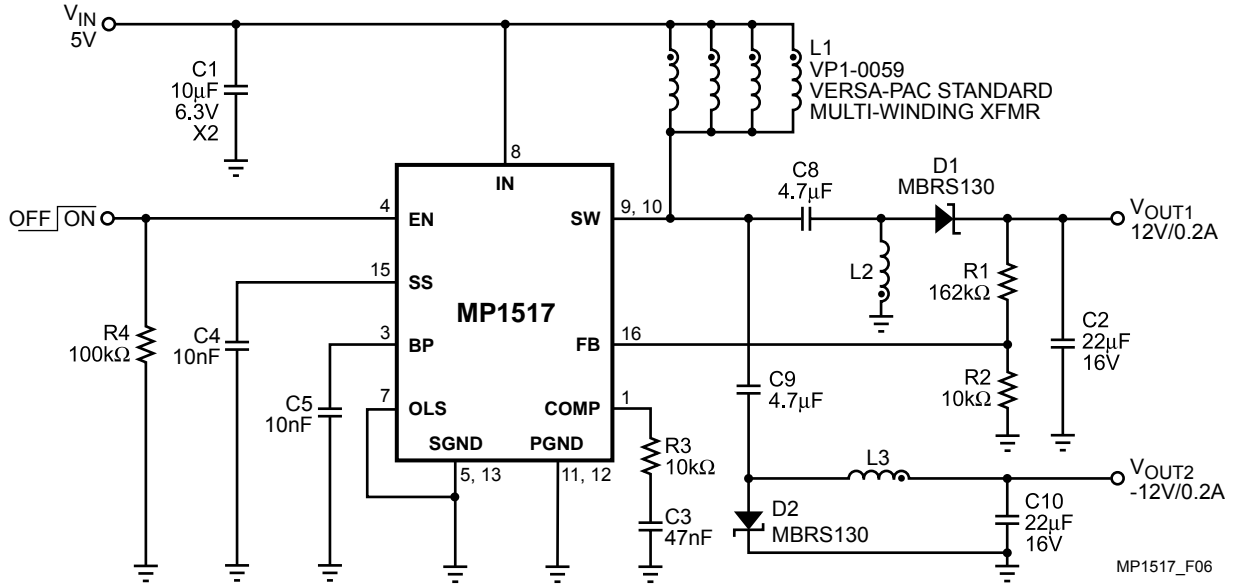 VIN
5V
C1
10µF
6.3V
X2
L1
VP1-0059
VERSA-PAC STANDARD
MULTI-WINDING XFMR
8
IN
OFF ON
4
EN
SW
9, 10
C8
4.7µF
D1
MBRS130
VOUT1
12V/0.2A
15
SS
L2
R1
162kΩ
MP1517
R4
100kΩ
C4
10nF
3
BP
FB
16
C2
22µF
16V
C5
10nF
7
OLS
COMP
1
C9
4.7µF
R2
10kΩ
SGND
PGND
5, 13
11, 12
R3
10kΩ
L3
VOUT2
-12V/0.2A
C3
47nF
D2
MBRS130
C10
22µF
16V
MP1517_F06